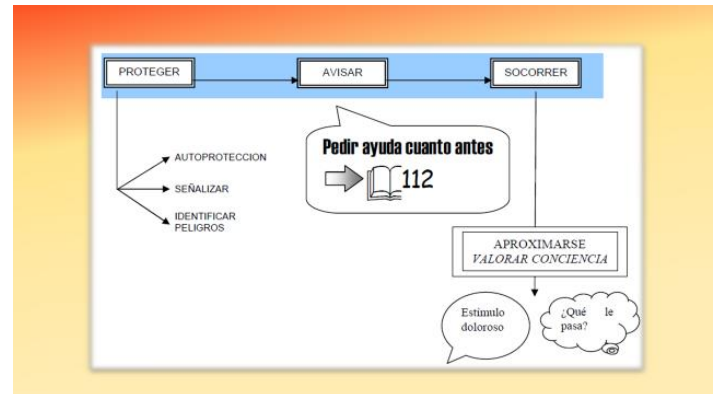 PROTEGER
AVISAR
SOCORRER
AUTOPROTECCION
SEÑALIZAR
IDENTIFICAR
PELIGROS
Pedir ayuda cuanto antes
112
APROXIMARSE
VALORAR CONCIENCIA
Estimulo
doloroso
¿Qué le
pasa?